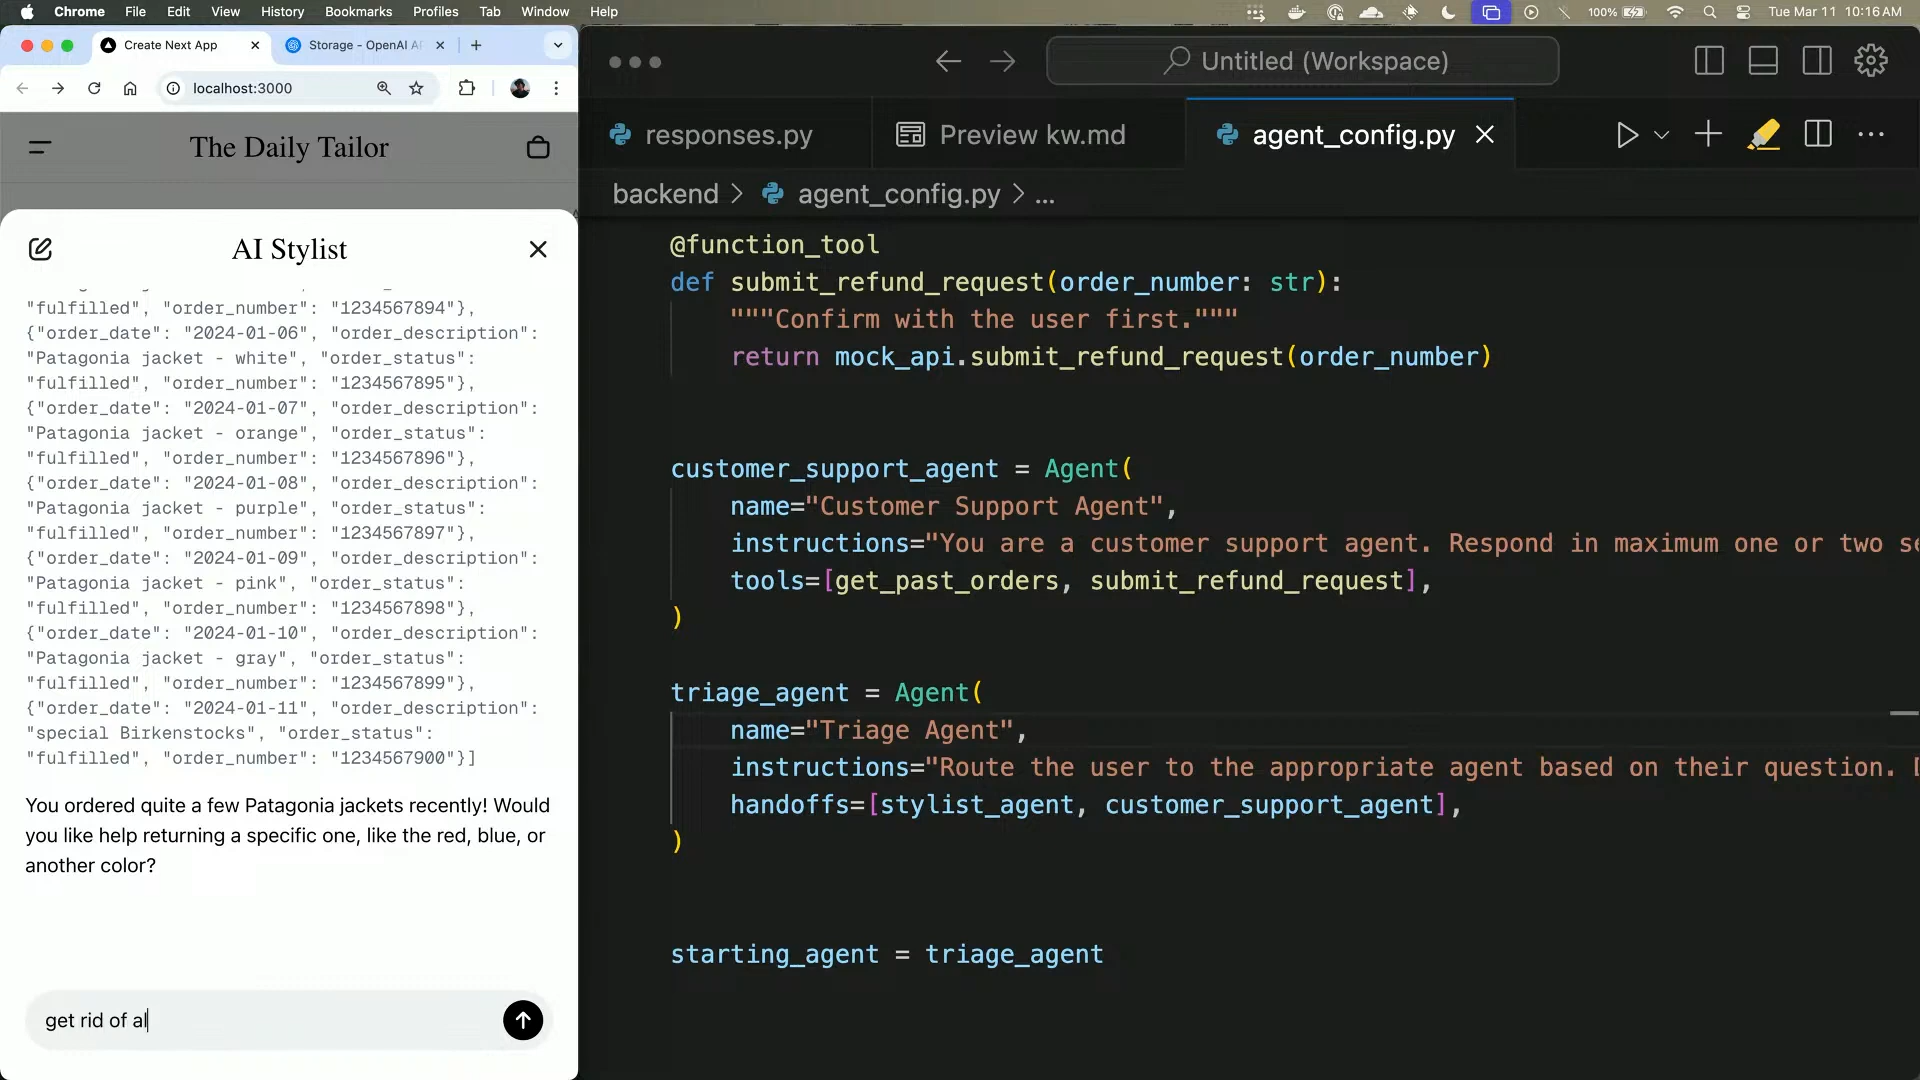 Chrome File Edit View History Bookmarks Profiles Tab Window Help 100% Tue Mar 11 10:16 AM
Create Next App
Storage - OpenAI A
localhost:3000
The Daily Tailor
AI Stylist
"fulfilled", "order_number": "1234567894"},
{"order_date": "2024-01-06", "order_description":
"Patagonia jacket - white", "order_status":
"fulfilled", "order_number": "1234567895"},
{"order_date": "2024-01-07", "order_description":
"Patagonia jacket - orange", "order_status":
"fulfilled", "order_number": "1234567896"},
{"order_date": "2024-01-08", "order_description":
"Patagonia jacket - purple", "order_status":
"fulfilled", "order_number": "1234567897"},
{"order_date": "2024-01-09", "order_description":
"Patagonia jacket - pink", "order_status":
"fulfilled", "order_number": "1234567898"},
{"order_date": "2024-01-10", "order_description":
"Patagonia jacket - gray", "order_status":
"fulfilled", "order_number": "1234567899"},
{"order_date": "2024-01-11", "order_description":
"special Birkenstocks", "order_status":
"fulfilled", "order_number": "1234567900"}]
You ordered quite a few Patagonia jackets recently! Would
you like help returning a specific one, like the red, blue, or
another color?
get rid of al
Untitled (Workspace)
responses.py
Preview kw.md
agent_config.py
backend > agent_config.py > ...
@function_tool
def submit_refund_request(order_number: str):
"""Confirm with the user first."""
return mock_api.submit_refund_request(order_number)
customer_support_agent = Agent(
name="Customer Support Agent",
instructions="You are a customer support agent. Respond in maximum one or two se
tools=[get_past_orders, submit_refund_request],
)
triage_agent = Agent(
name="Triage Agent",
instructions="Route the user to the appropriate agent based on their question.
handoffs=[stylist_agent, customer_support_agent],
)
starting_agent = triage_agent